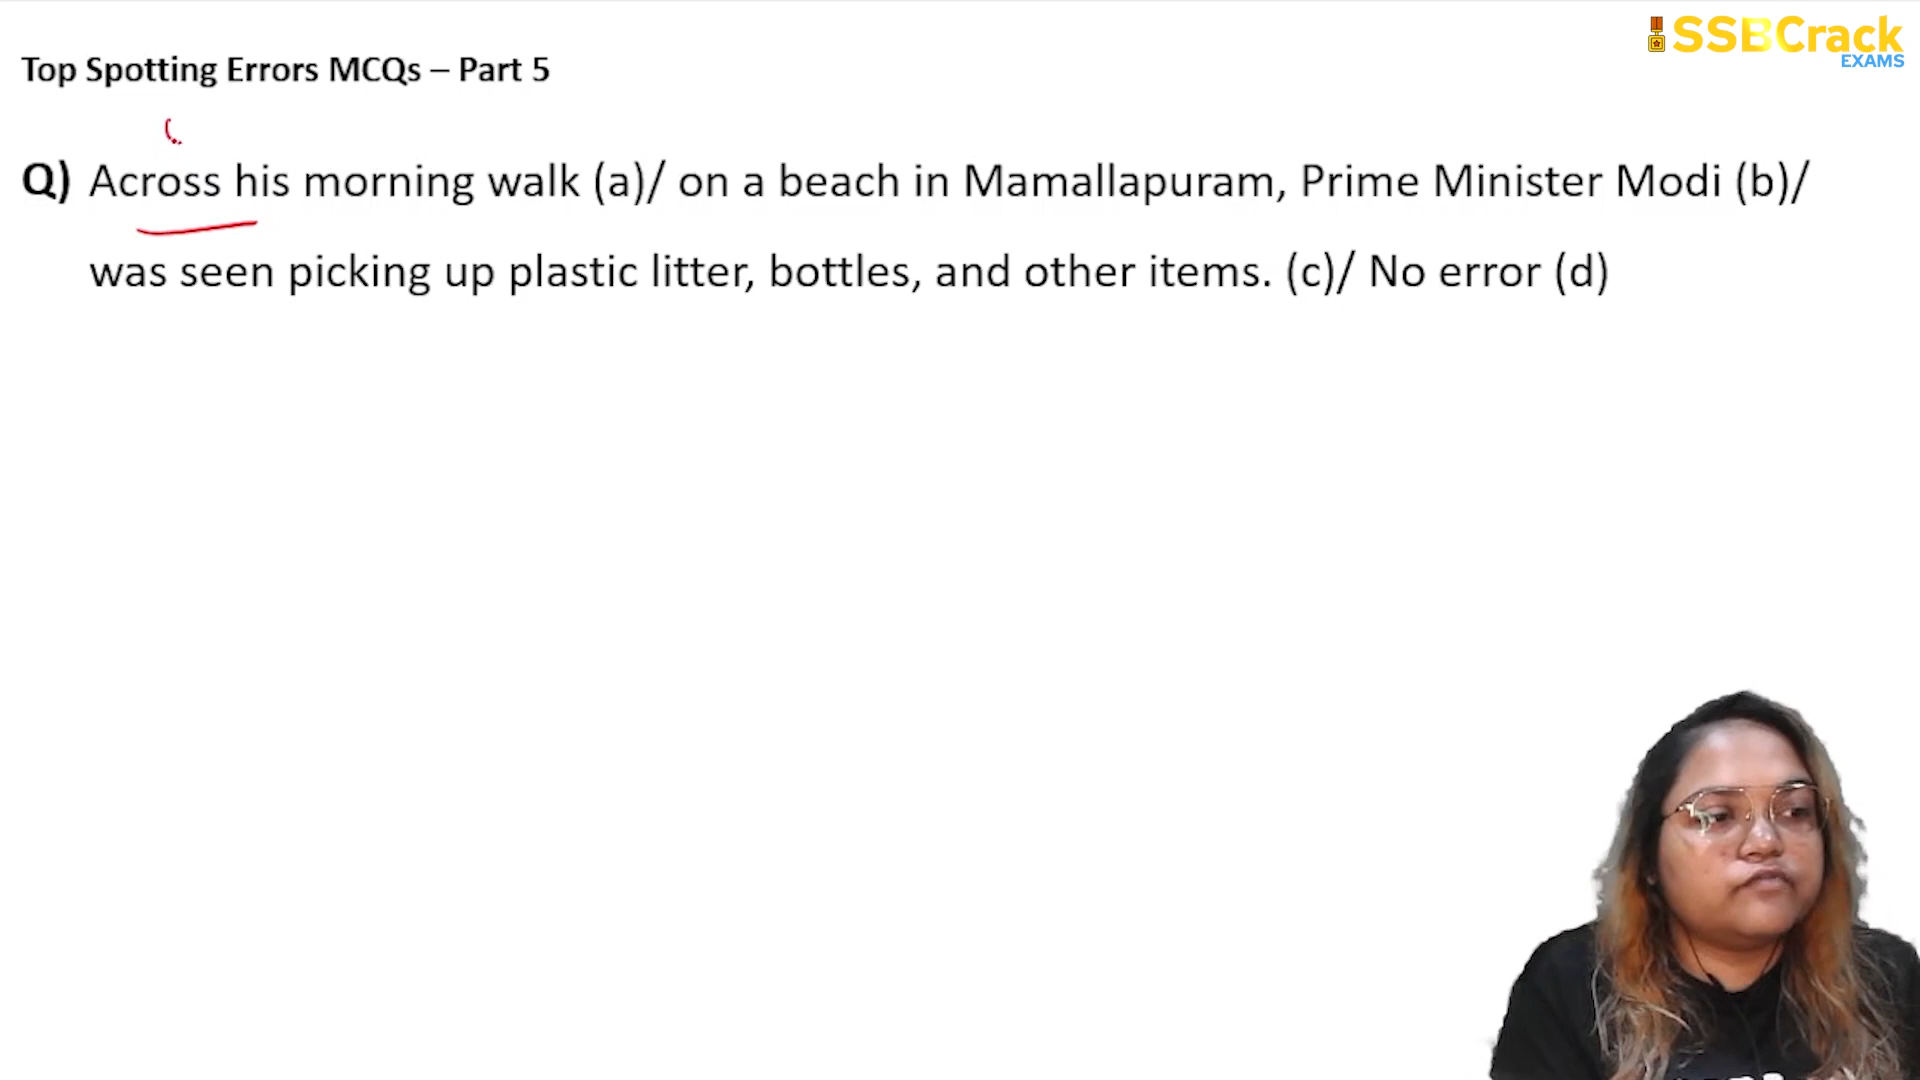 SSBCrack
EXAMS
Top Spotting Errors MCQs – Part 5
Q) Across his morning walk (a)/ on a beach in Mamallapuram, Prime Minister Modi (b)/
was seen picking up plastic litter, bottles, and other items. (c)/ No error (d)